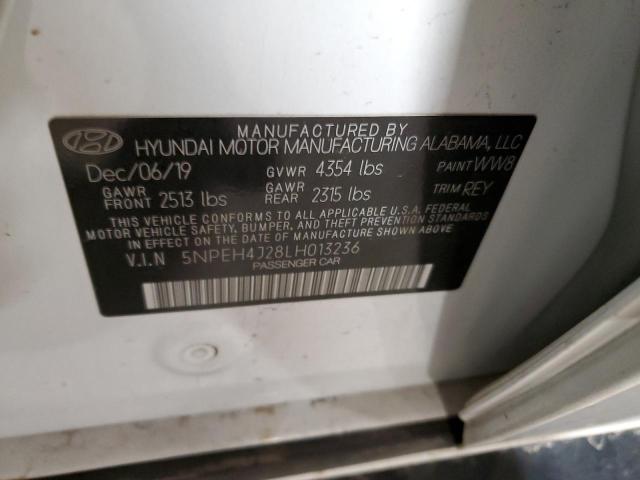 MANUFACTURED BY
HYUNDAI MOTOR MANUFACTURING ALABAMA, LLC
Dec/06/19 GVWR 4354 lbs PAINT WW8
GAWR FRONT 2513 lbs GAWR REAR 2315 lbs TRIM REY
THIS VEHICLE CONFORMS TO ALL APPLICABLE U.S.A. FEDERAL
MOTOR VEHICLE SAFETY, BUMPER, AND THEFT PREVENTION STANDARDS
IN EFFECT ON THE DATE OF MANUFACTURE SHOWN ABOVE.
V.I.N 5NPEH4J28LH013236
PASSENGER CAR